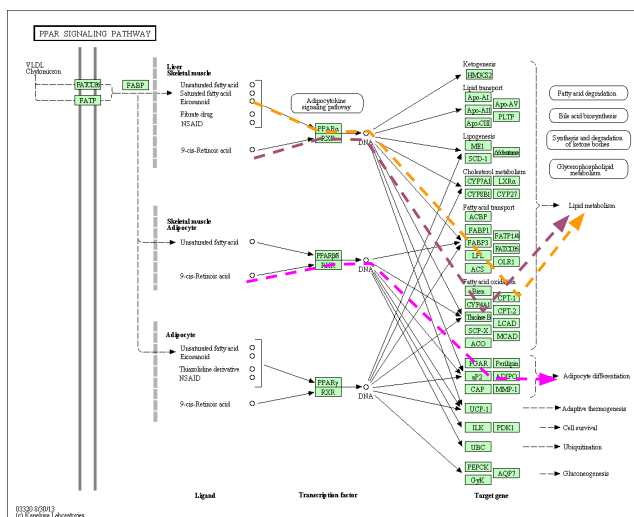 PPAR SIGNALING PATHWAY
VLDL
Chylomicron
FATP
FABP
Liver
Skeletal muscle
Unsaturated fatty acid
Saturated fatty acid
Eicosanoid
Fibrate drug
NSAID
9-cis-Retinoic acid
Adipocytokine
signaling pathway
PPARα
RXR
DNA
Skeletal muscle
Adipocyte
Unsaturated fatty acid
9-cis-Retinoic acid
PPARβ/δ
RXR
DNA
Adipocyte
Unsaturated fatty acid
Eicosanoid
Thiazolidine derivative
NSAID
9-cis-Retinoic acid
PPARγ
RXR
DNA
Ketogenesis
HMDCS2
Lipid transport
Apo-AI
Apo-AII
Apo-CIII
Apo-AV
PLTP
Lipogenesis
ME1
SCD-1
Cholesterol metabolism
CYP7A1
LXRα
CYP8B1
CYP27
Fatty acid transport
ACBP
FABP1
FABP3
LPL
ACS
OLR1
Fatty acid oxidation
Bien
CYP4A1
Thiolase B
SCP-X
ACO
CPT-1
CPT-2
LCAD
MCAD
PGAR
Perilipin
aP2
ADIPO
CAP
MMP-1
UCP-1
ILK
PDK1
UBC
PEPCK
GyK
AQP7
Fatty acid degradation
Bile acid biosynthesis
Synthesis and degradation
of ketone bodies
Glycerophospholipid
metabolism
Lipid metabolism
Adipocyte differentiation
Adaptive thermogenesis
Cell survival
Ubiquitination
Gluconeogenesis
Ligand
Transcription factor
Target gene
03320 8/30/13
(c) Kanehisa Laboratories